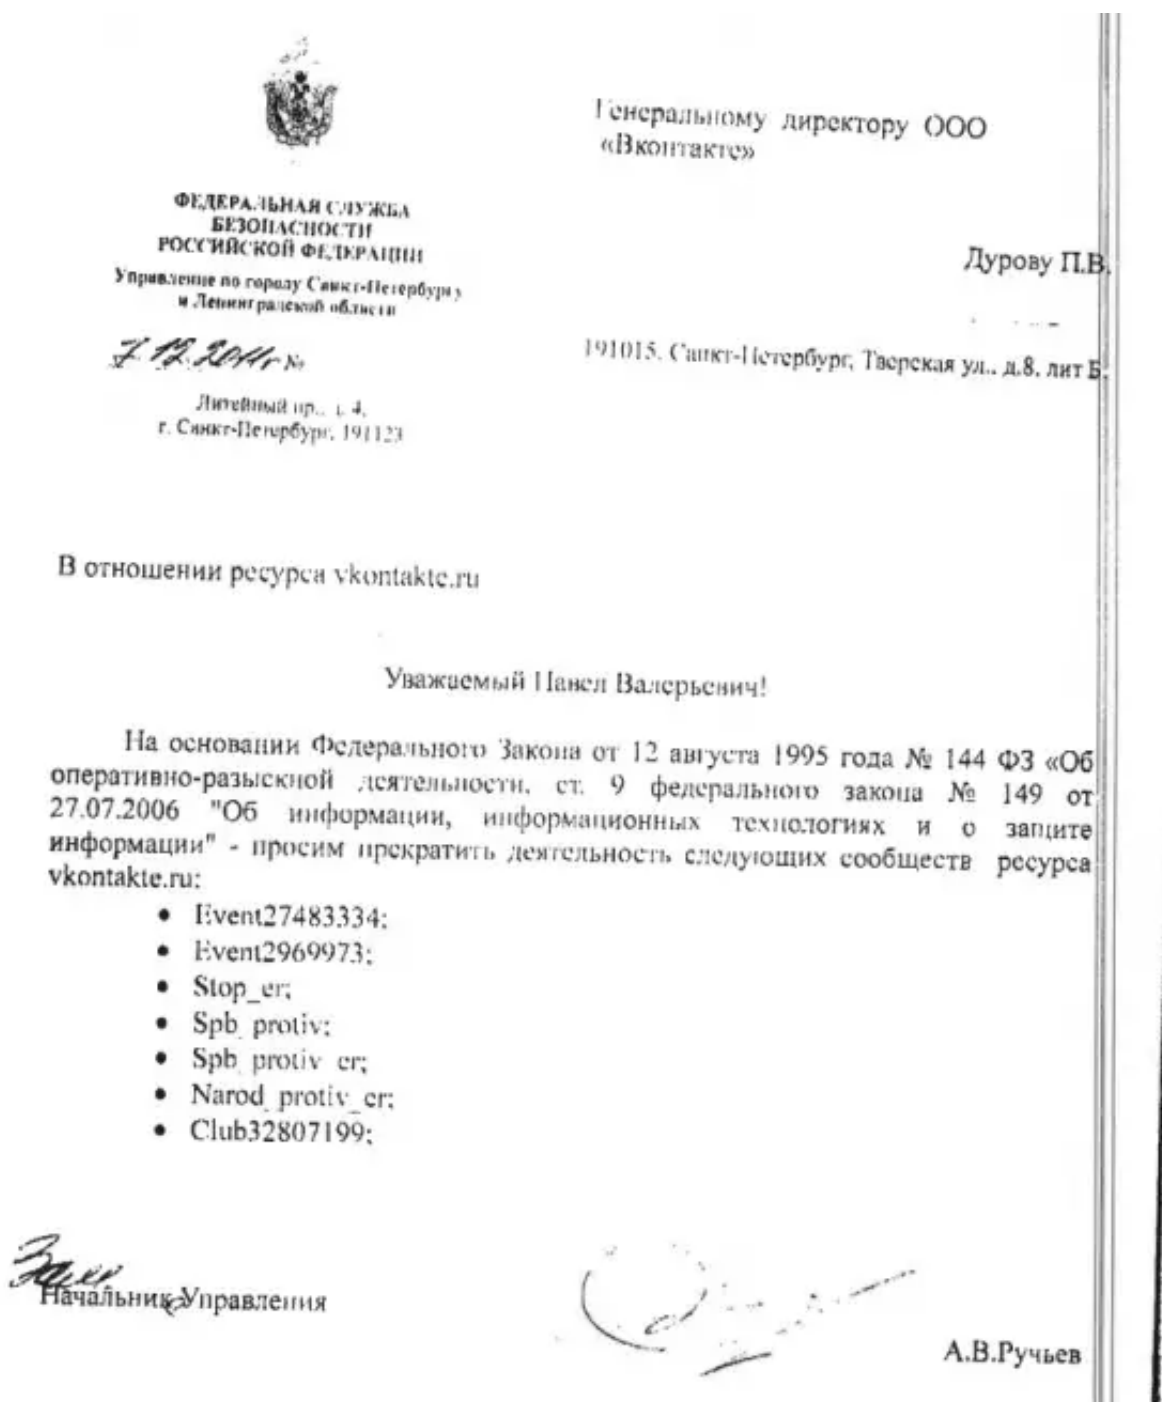 Генеральному директору ООО
«Вконтакте»
ФЕДЕРАЛЬНАЯ СЛУЖБА
БЕЗОПАСНОСТИ
РОССИЙСКОЙ ФЕДЕРАЦИИ
Управление по городу Санкт-Петербургу
и Ленинградской области
Дурову П.В.
7.12.2011г №
191015, Санкт-Петербург, Тверская ул., д.8, лит Б.
Литейный пр., д. 4,
г. Санкт-Петербург, 191123
В отношении ресурса vkontakte.ru
Уважаемый Павел Валерьевич!
На основании Федерального Закона от 12 августа 1995 года № 144 ФЗ «Об
оперативно-разыскной деятельности, ст. 9 федерального закона № 149 от
27.07.2006 "Об информации, информационных технологиях и о защите
информации" - просим прекратить деятельность следующих сообществ ресурса
vkontakte.ru:
• Event27483334;
• Event2969973;
• Stop_er;
• Spb_protiv;
• Spb_protiv_er;
• Narod_protiv_er;
• Club32807199;
Начальник Управления
А.В.Ручьев